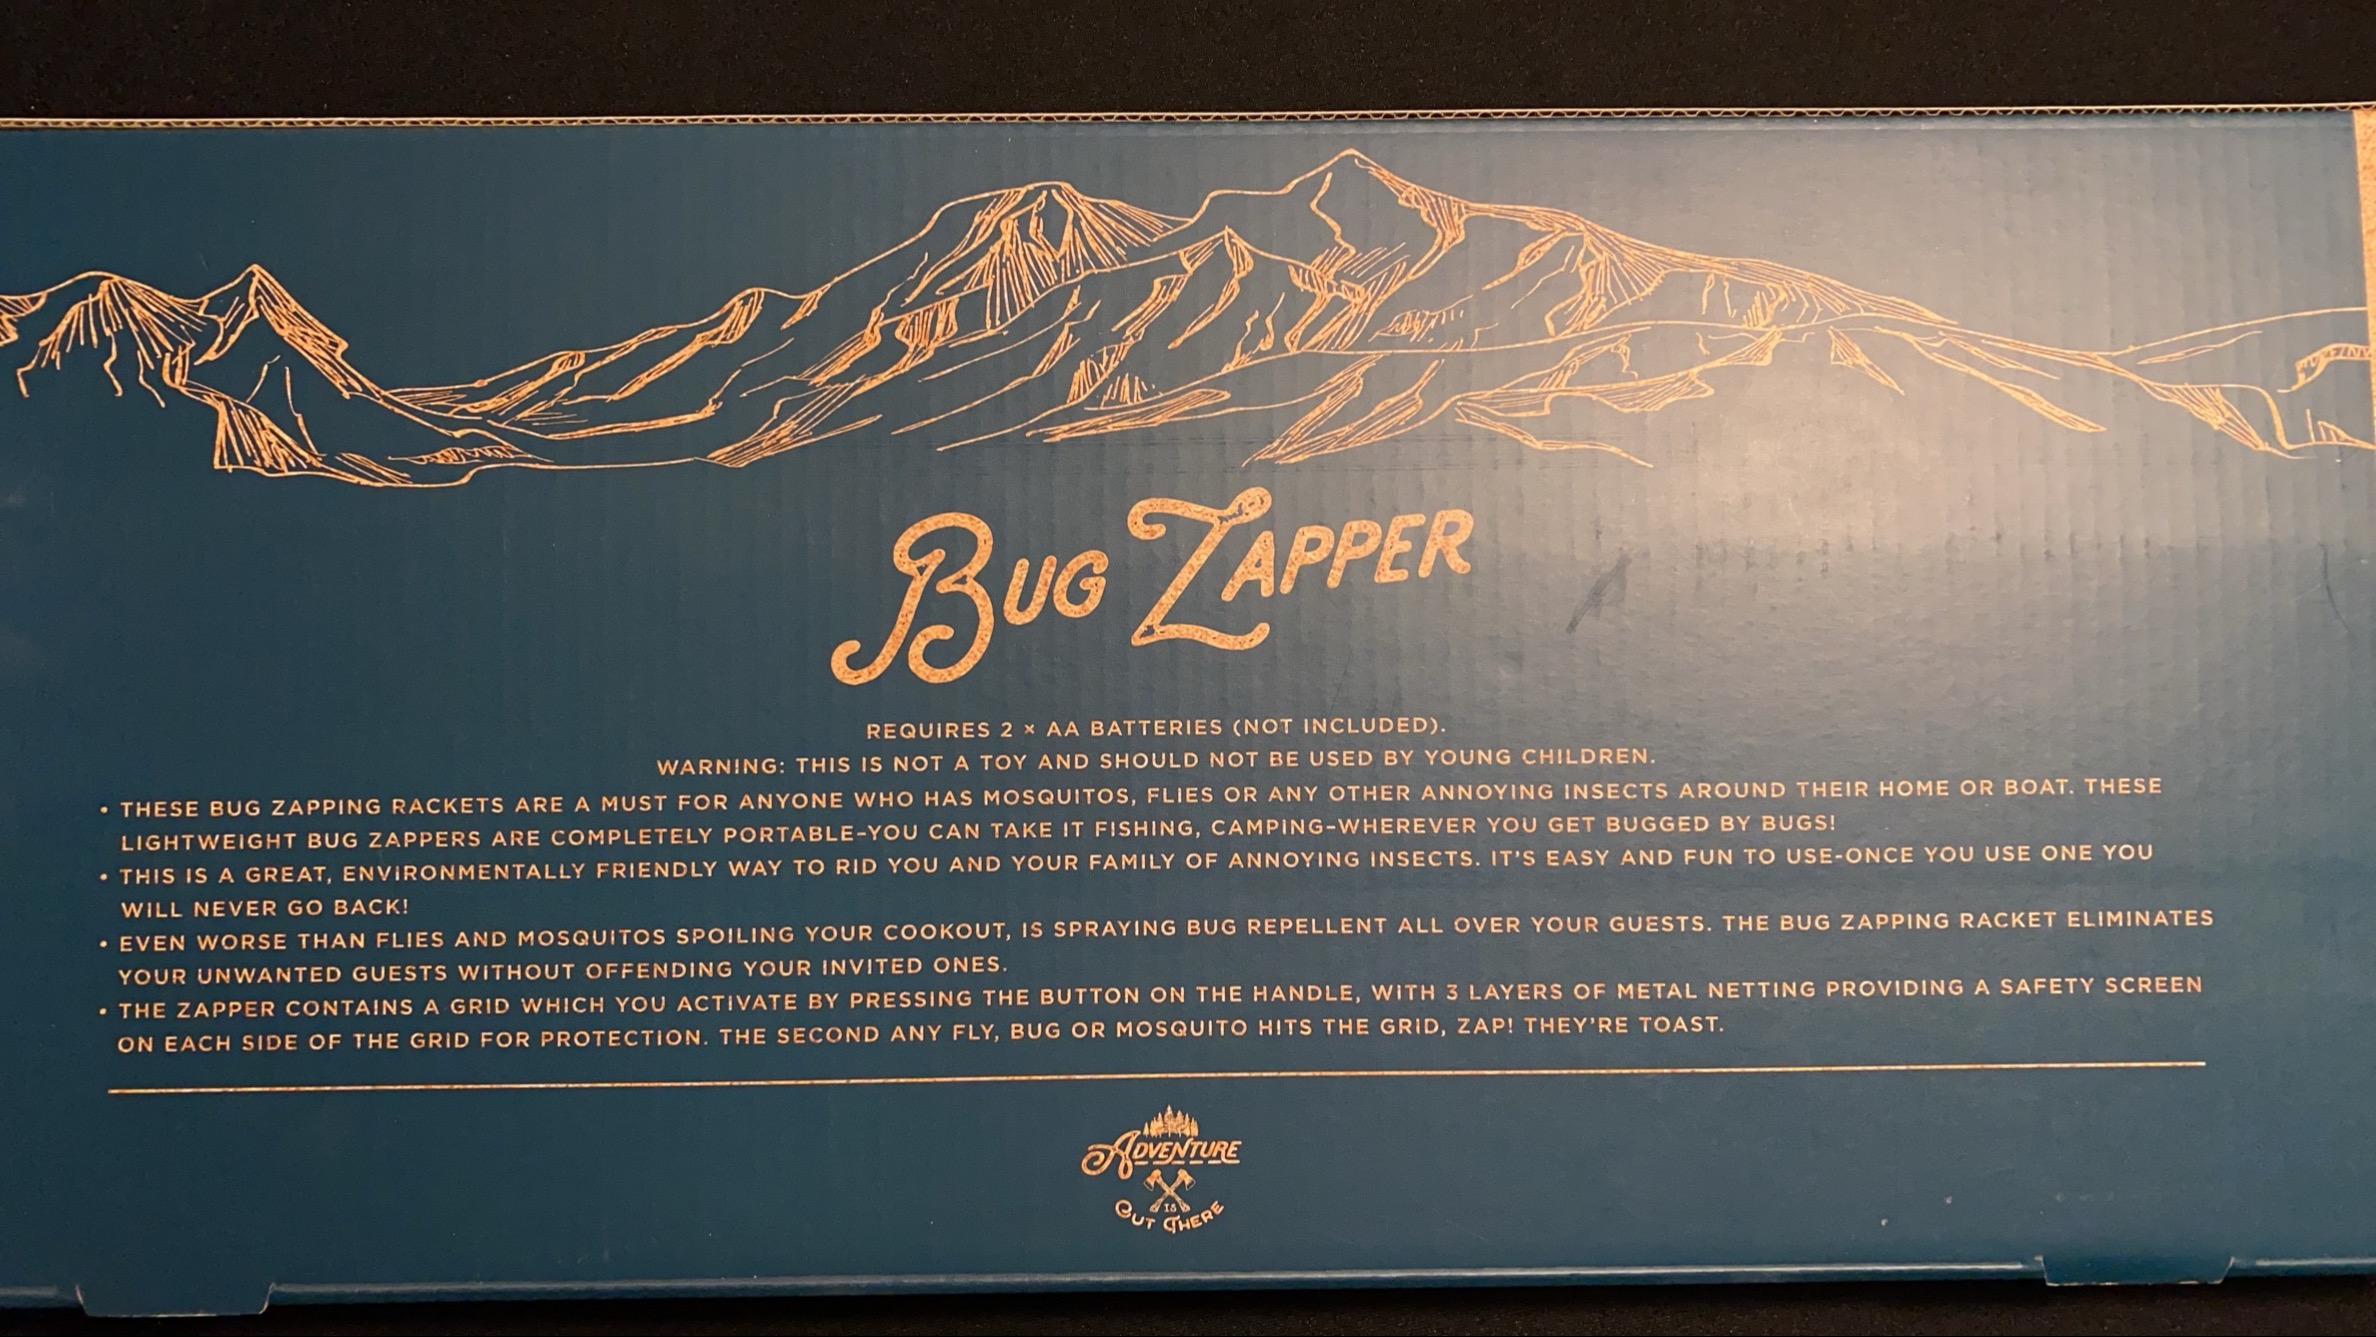 BUG ZAPPER
REQUIRES 2 × AA BATTERIES (NOT INCLUDED).
WARNING: THIS IS NOT A TOY AND SHOULD NOT BE USED BY YOUNG CHILDREN.
• THESE BUG ZAPPING RACKETS ARE A MUST FOR ANYONE WHO HAS MOSQUITOS, FLIES OR ANY OTHER ANNOYING INSECTS AROUND THEIR HOME OR BOAT. THESE
LIGHTWEIGHT BUG ZAPPERS ARE COMPLETELY PORTABLE-YOU CAN TAKE IT FISHING, CAMPING-WHEREVER YOU GET BUGGED BY BUGS!
• THIS IS A GREAT, ENVIRONMENTALLY FRIENDLY WAY TO RID YOU AND YOUR FAMILY OF ANNOYING INSECTS. IT'S EASY AND FUN TO USE-ONCE YOU USE ONE YOU
WILL NEVER GO BACK!
• EVEN WORSE THAN FLIES AND MOSQUITOS SPOILING YOUR COOKOUT, IS SPRAYING BUG REPELLENT ALL OVER YOUR GUESTS. THE BUG ZAPPING RACKET ELIMINATES
YOUR UNWANTED GUESTS WITHOUT OFFENDING YOUR INVITED ONES.
• THE ZAPPER CONTAINS A GRID WHICH YOU ACTIVATE BY PRESSING THE BUTTON ON THE HANDLE, WITH 3 LAYERS OF METAL NETTING PROVIDING A SAFETY SCREEN
ON EACH SIDE OF THE GRID FOR PROTECTION. THE SECOND ANY FLY, BUG OR MOSQUITO HITS THE GRID, ZAP! THEY'RE TOAST.
ADVENTURE
IS
OUT THERE